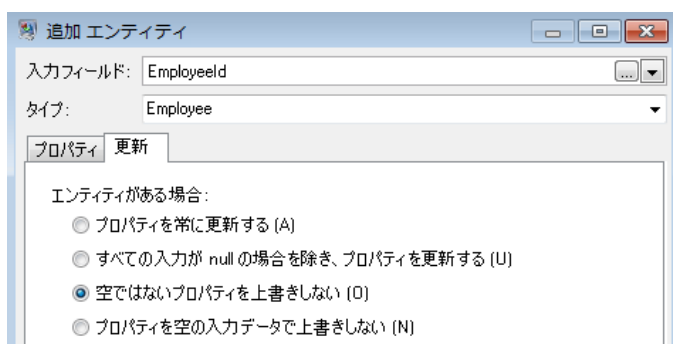 追加 エンティティ
入力フィールド: EmployeeId ...
タイプ: Employee
プロパティ 更新
エンティティがある場合:
プロパティを常に更新する (A)
すべての入力が null の場合を除き、プロパティを更新する (U)
空ではないプロパティを上書きしない (O)
プロパティを空の入力データで上書きしない (N)